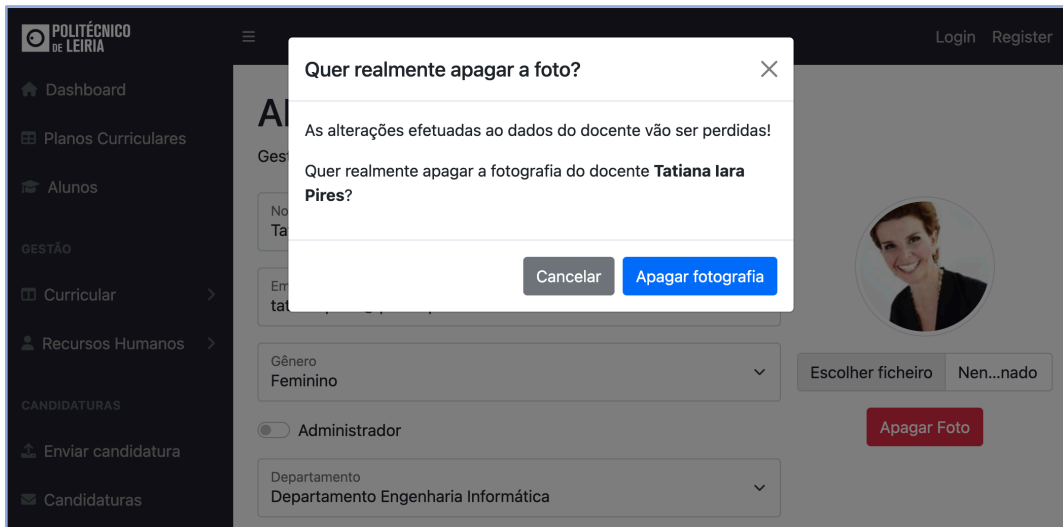 POLITÉCNICO
DE LEIRIA
Login Register
Dashboard
Planos Curriculares
Alunos
GESTÃO
Curricular
Recursos Humanos
CANDIDATURAS
Enviar candidatura
Candidaturas
Quer realmente apagar a foto?
As alterações efetuadas ao dados do docente vão ser perdidas!
Quer realmente apagar a fotografia do docente Tatiana Iara
Pires?
Cancelar Apagar fotografia
Gênero
Feminino
Administrador
Departamento
Departamento Engenharia Informática
Escolher ficheiro Nen...nado
Apagar Foto